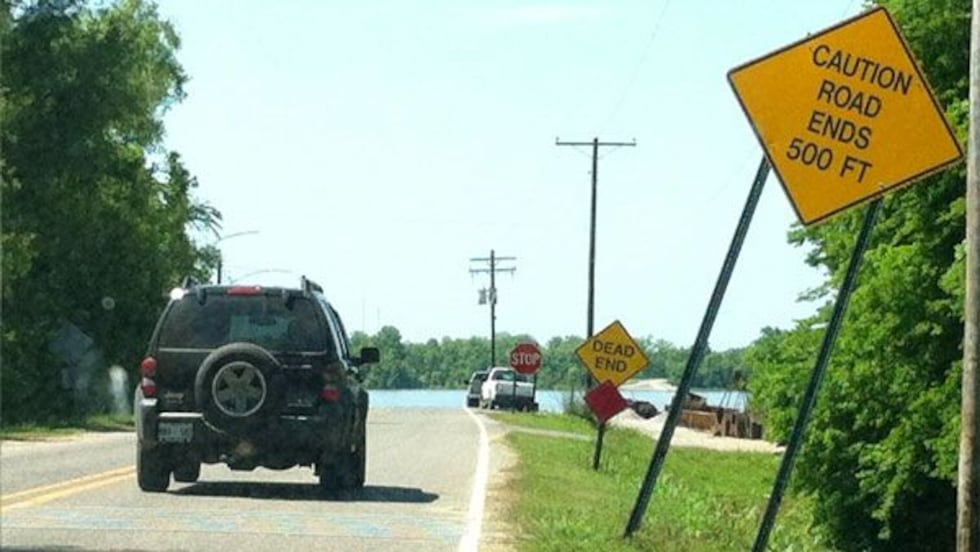 CAUTION
ROAD
ENDS
500 FT
DEAD
END
STOP